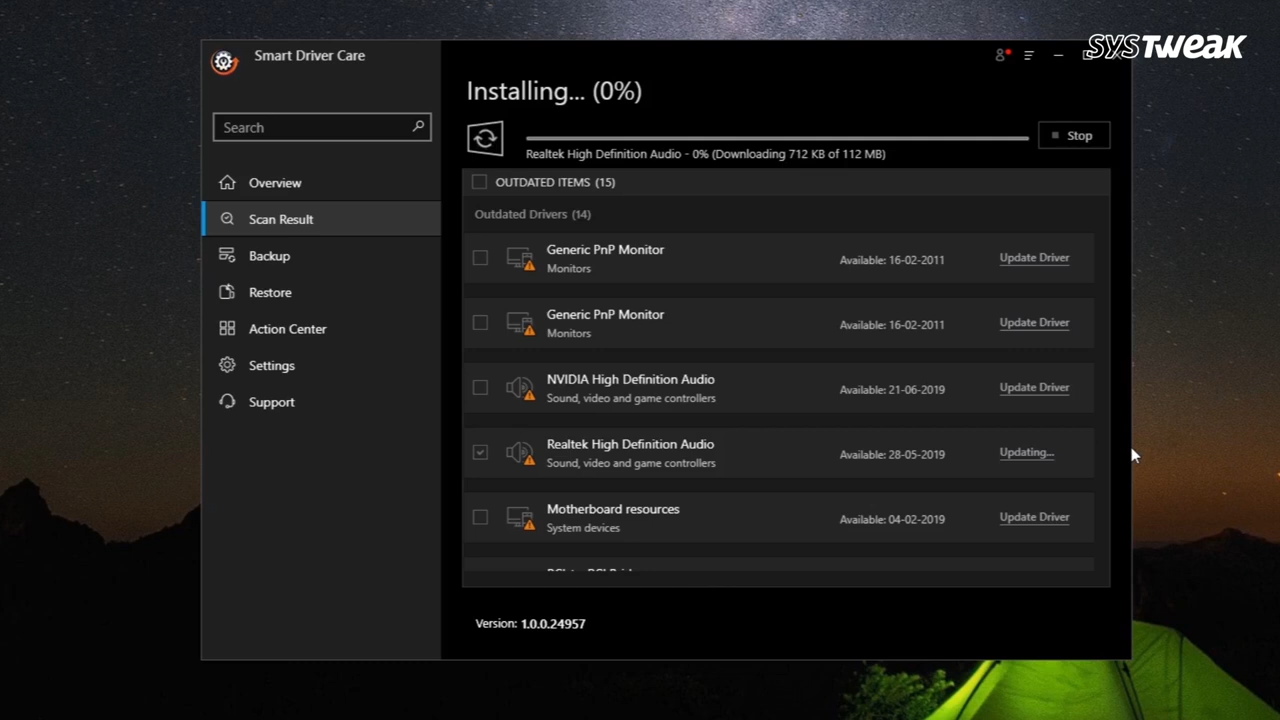 SYSTWEAK
Smart Driver Care
Search
Overview
Scan Result
Backup
Restore
Action Center
Settings
Support
Installing... (0%)
Stop
Realtek High Definition Audio - 0% (Downloading 712 KB of 112 MB)
OUTDATED ITEMS (15)
Outdated Drivers (14)
Generic PnP Monitor
Monitors
Available: 16-02-2011
Update Driver
Generic PnP Monitor
Monitors
Available: 16-02-2011
Update Driver
NVIDIA High Definition Audio
Sound, video and game controllers
Available: 21-06-2019
Update Driver
Realtek High Definition Audio
Sound, video and game controllers
Available: 28-05-2019
Updating...
Motherboard resources
System devices
Available: 04-02-2019
Update Driver
Version: 1.0.0.24957